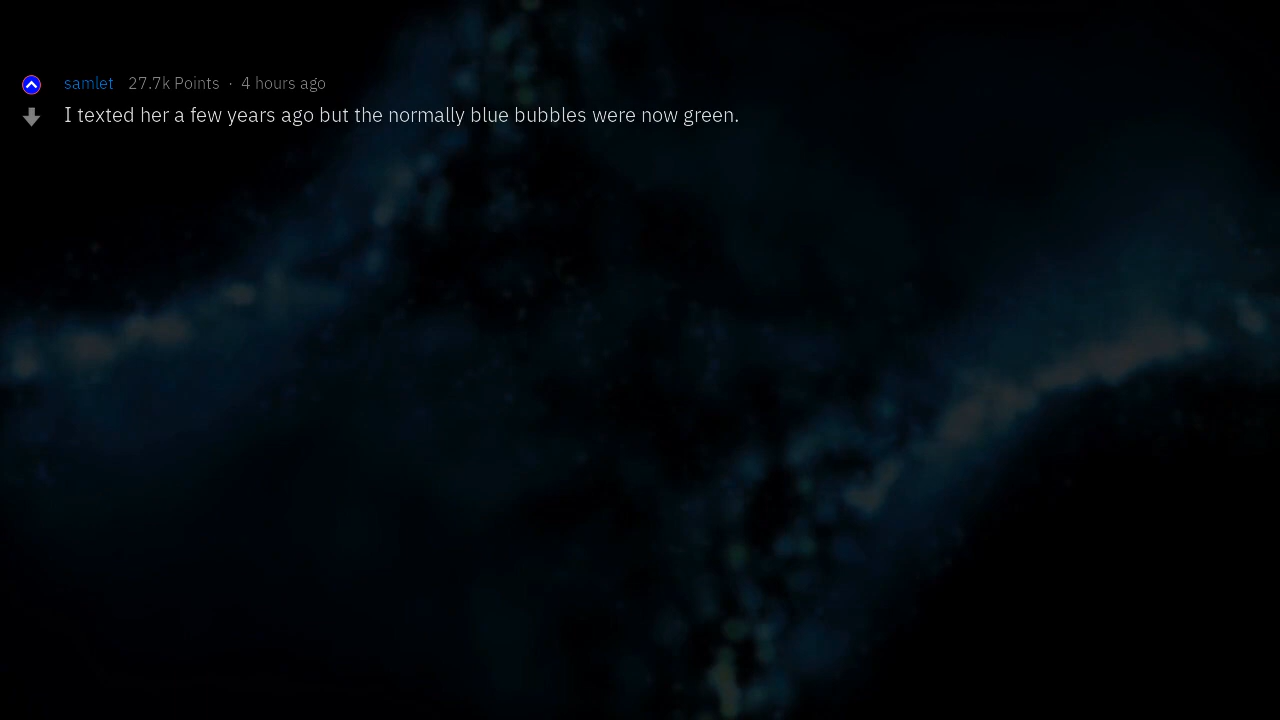 samlet 27.7k Points · 4 hours ago
I texted her a few years ago but the normally blue bubbles were now green.